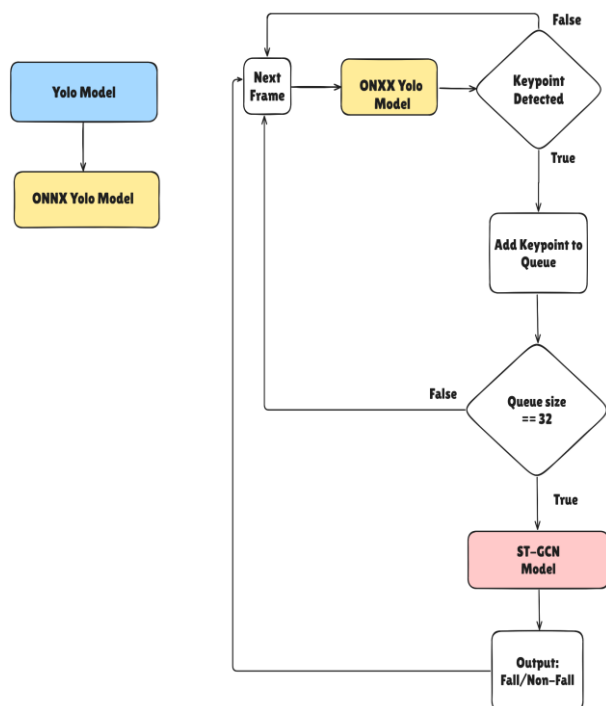 Yolo Model
ONNX Yolo Model
False
Next
Frame
ONXX Yolo
Model
Keypoint
Detected
True
Add Keypoint to
Queue
False
Queue size
== 32
True
ST-GCN
Model
Output:
Fall/Non-Fall